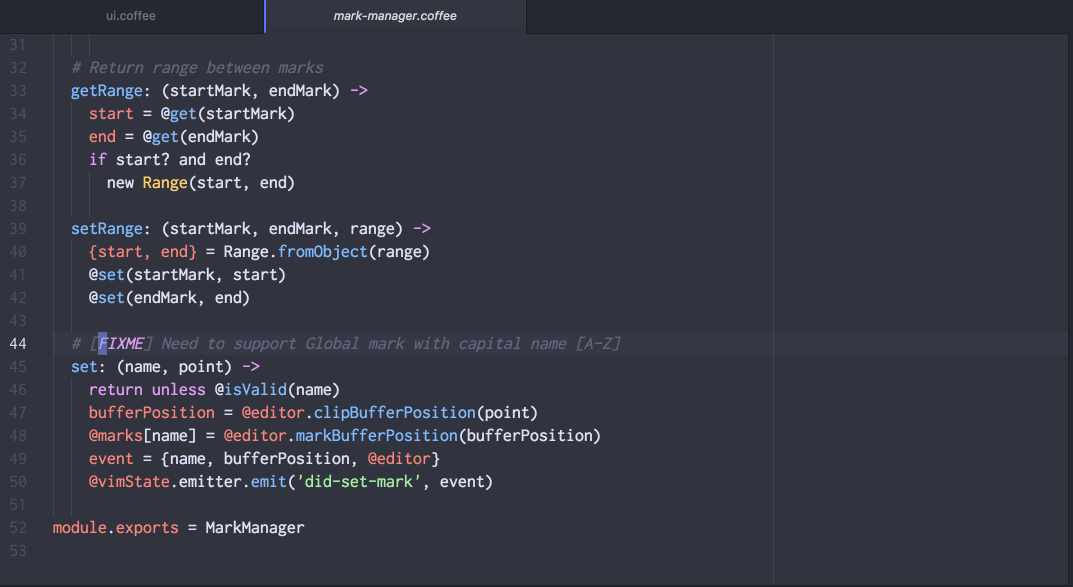 ui.coffee
mark-manager.coffee
31
32 # Return range between marks
33 getRange: (startMark, endMark) ->
34 start = @get(startMark)
35 end = @get(endMark)
36 if start? and end?
37 new Range(start, end)
38
39 setRange: (startMark, endMark, range) ->
40 {start, end} = Range.fromObject(range)
41 @set(startMark, start)
42 @set(endMark, end)
43
44 # [FIXME] Need to support Global mark with capital name [A-Z]
45 set: (name, point) ->
46 return unless @isValid(name)
47 bufferPosition = @editor.clipBufferPosition(point)
48 @marks[name] = @editor.markBufferPosition(bufferPosition)
49 event = {name, bufferPosition, @editor}
50 @vimState.emitter.emit('did-set-mark', event)
51
52 module.exports = MarkManager
53